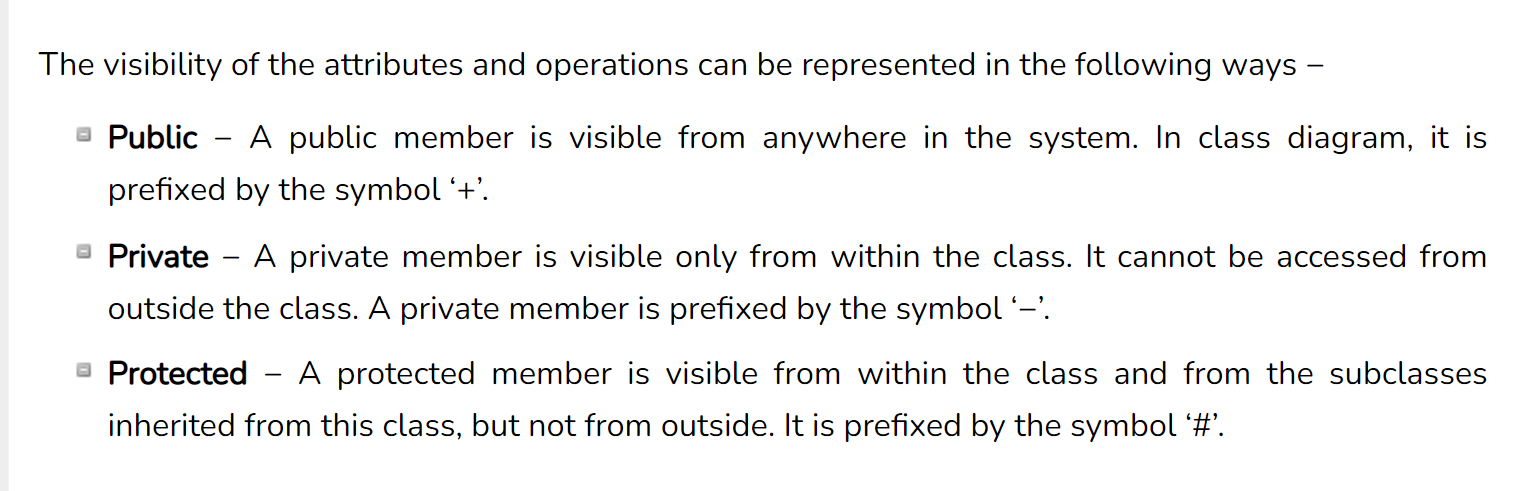 The visibility of the attributes and operations can be represented in the following ways –
Public – A public member is visible from anywhere in the system. In class diagram, it is
prefixed by the symbol ‘+’.
Private – A private member is visible only from within the class. It cannot be accessed from
outside the class. A private member is prefixed by the symbol ‘–’.
Protected – A protected member is visible from within the class and from the subclasses
inherited from this class, but not from outside. It is prefixed by the symbol ‘#’.